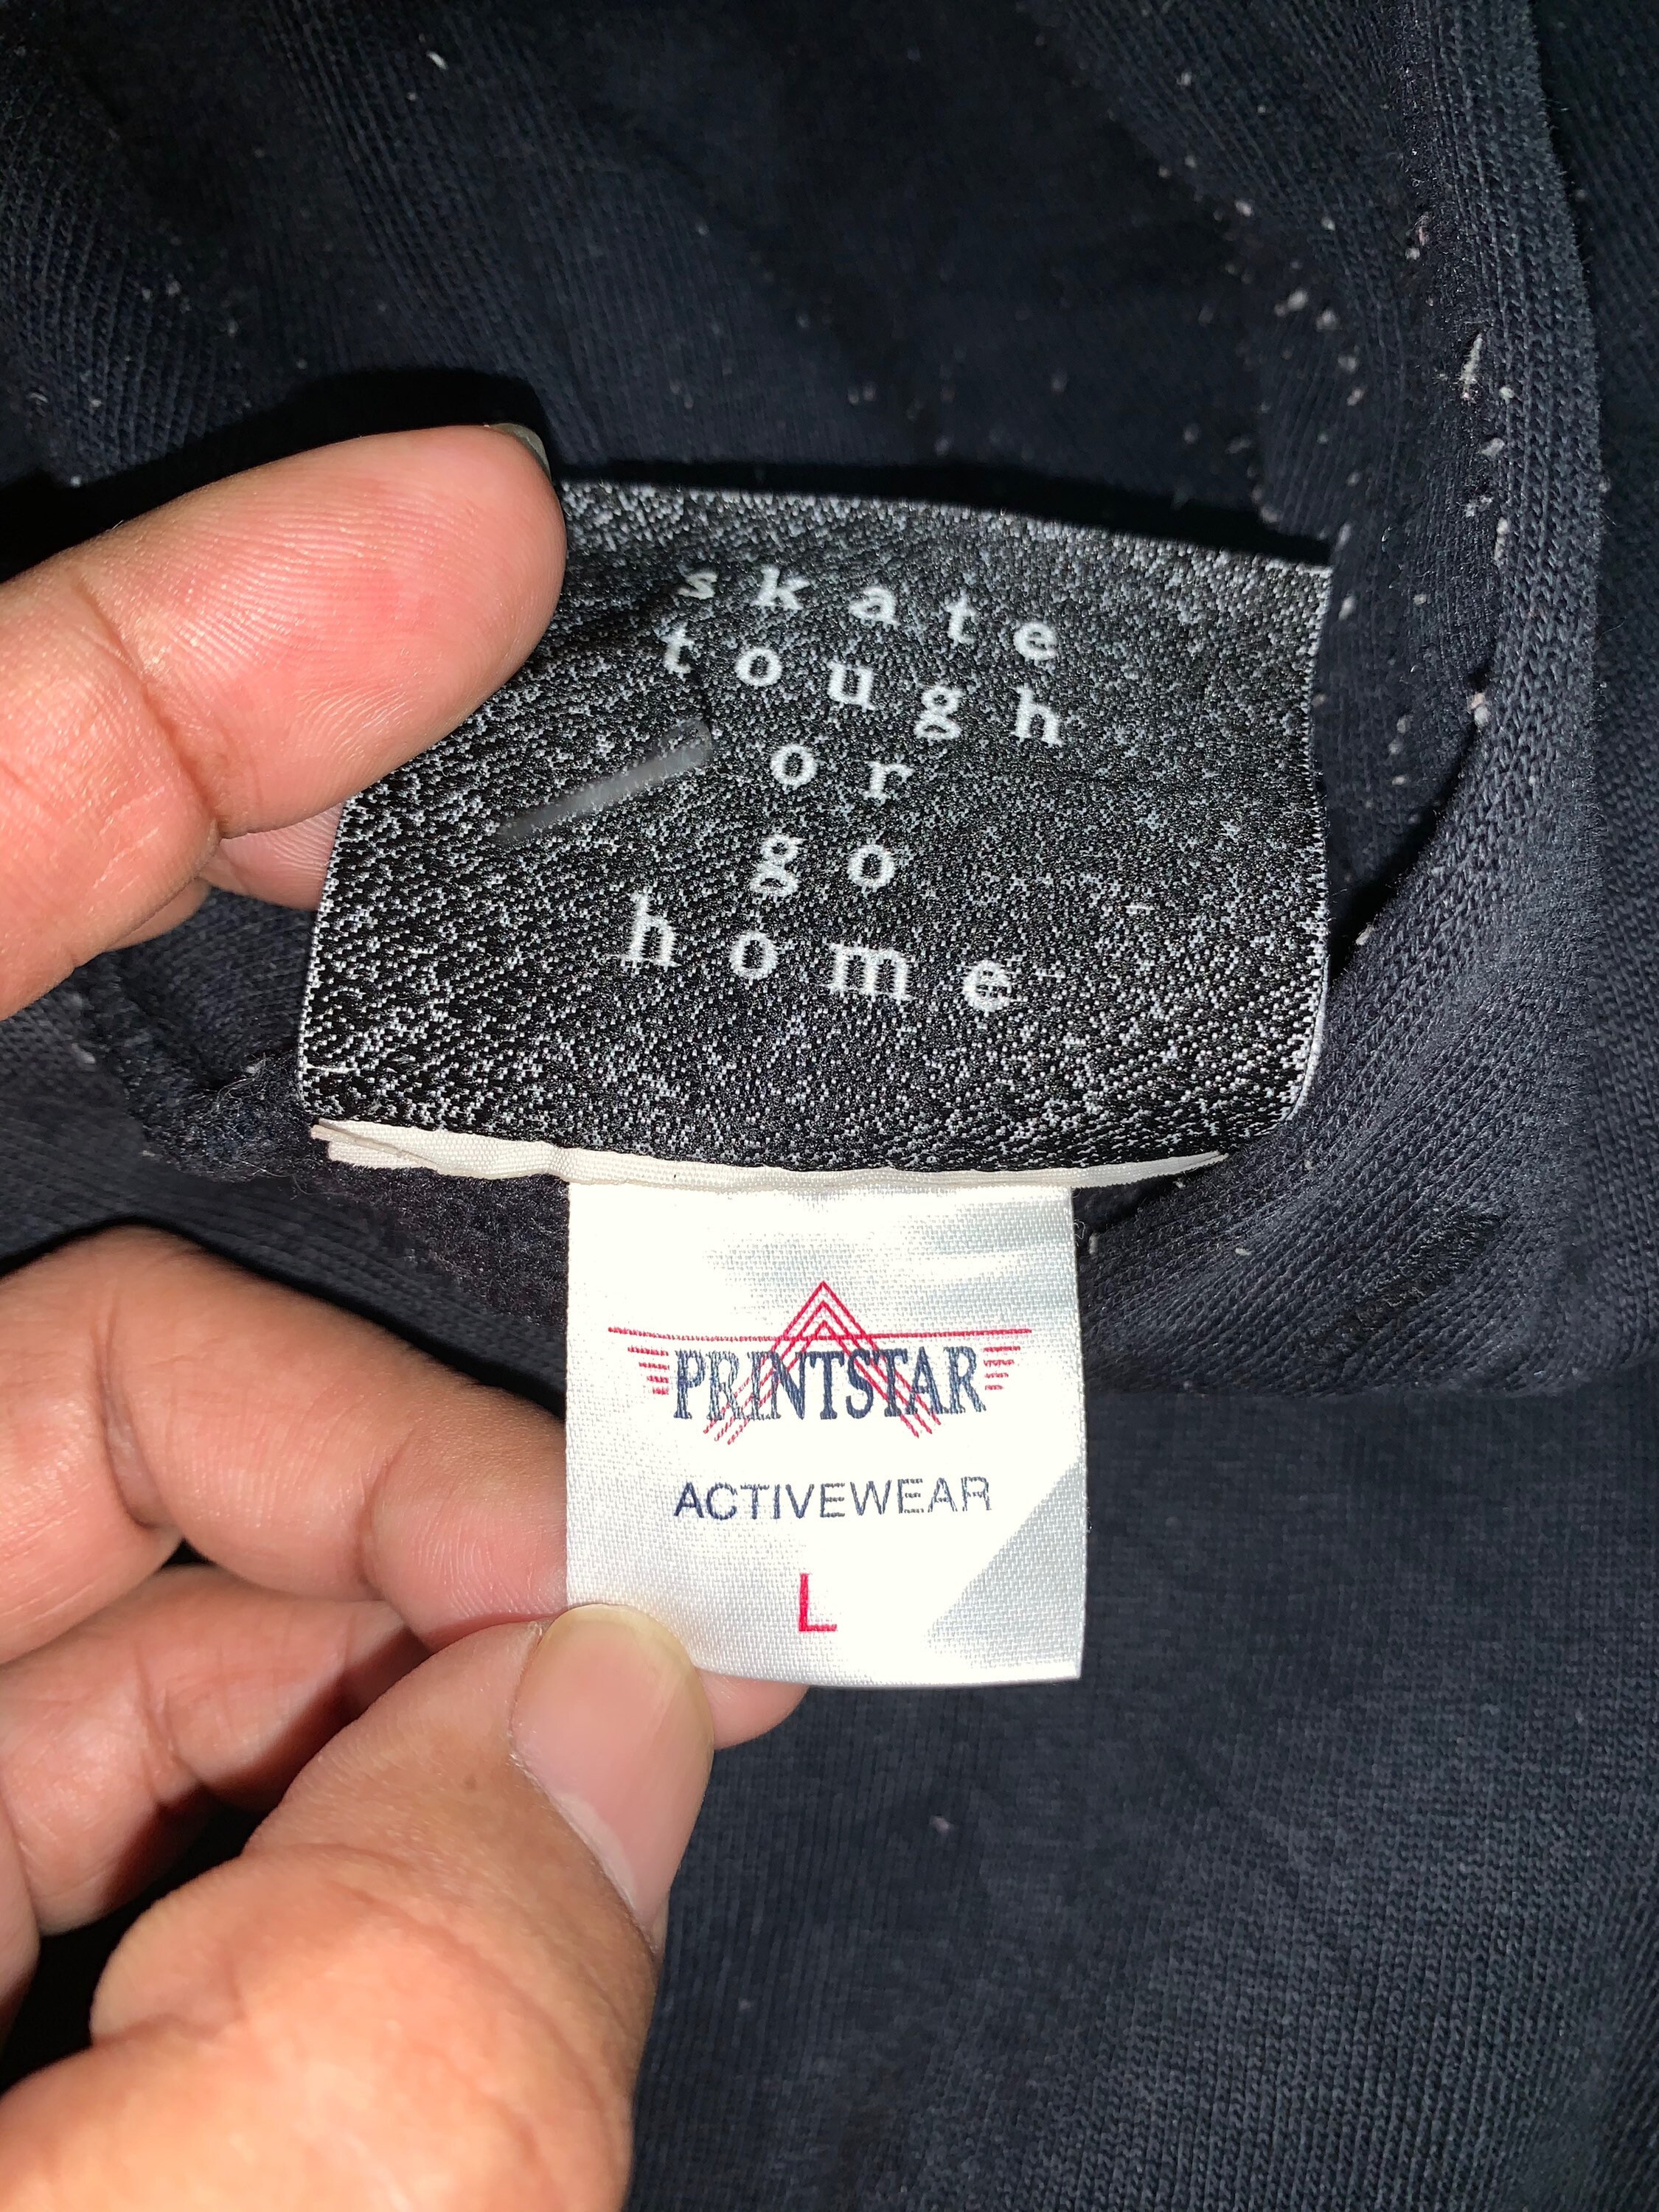 skate
tough
or
go
home
PRINTSTAR
ACTIVEWEAR
L